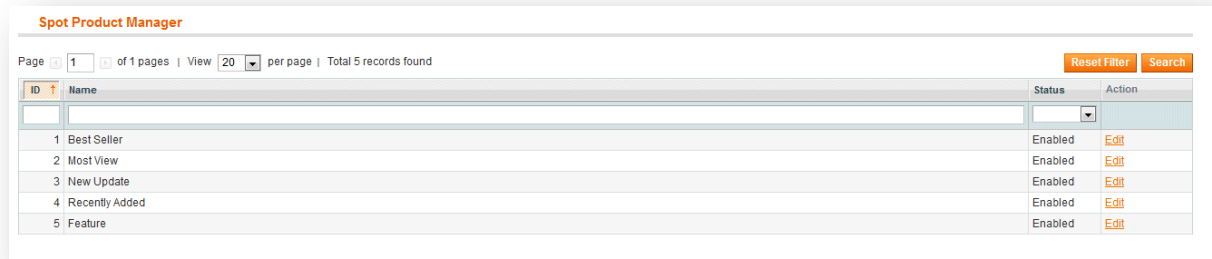 Spot Product Manager
Page 1 of 1 pages | View 20 per page | Total 5 records found Reset Filter Search
ID ↑ Name Status Action
1 Best Seller Enabled Edit
2 Most View Enabled Edit
3 New Update Enabled Edit
4 Recently Added Enabled Edit
5 Feature Enabled Edit